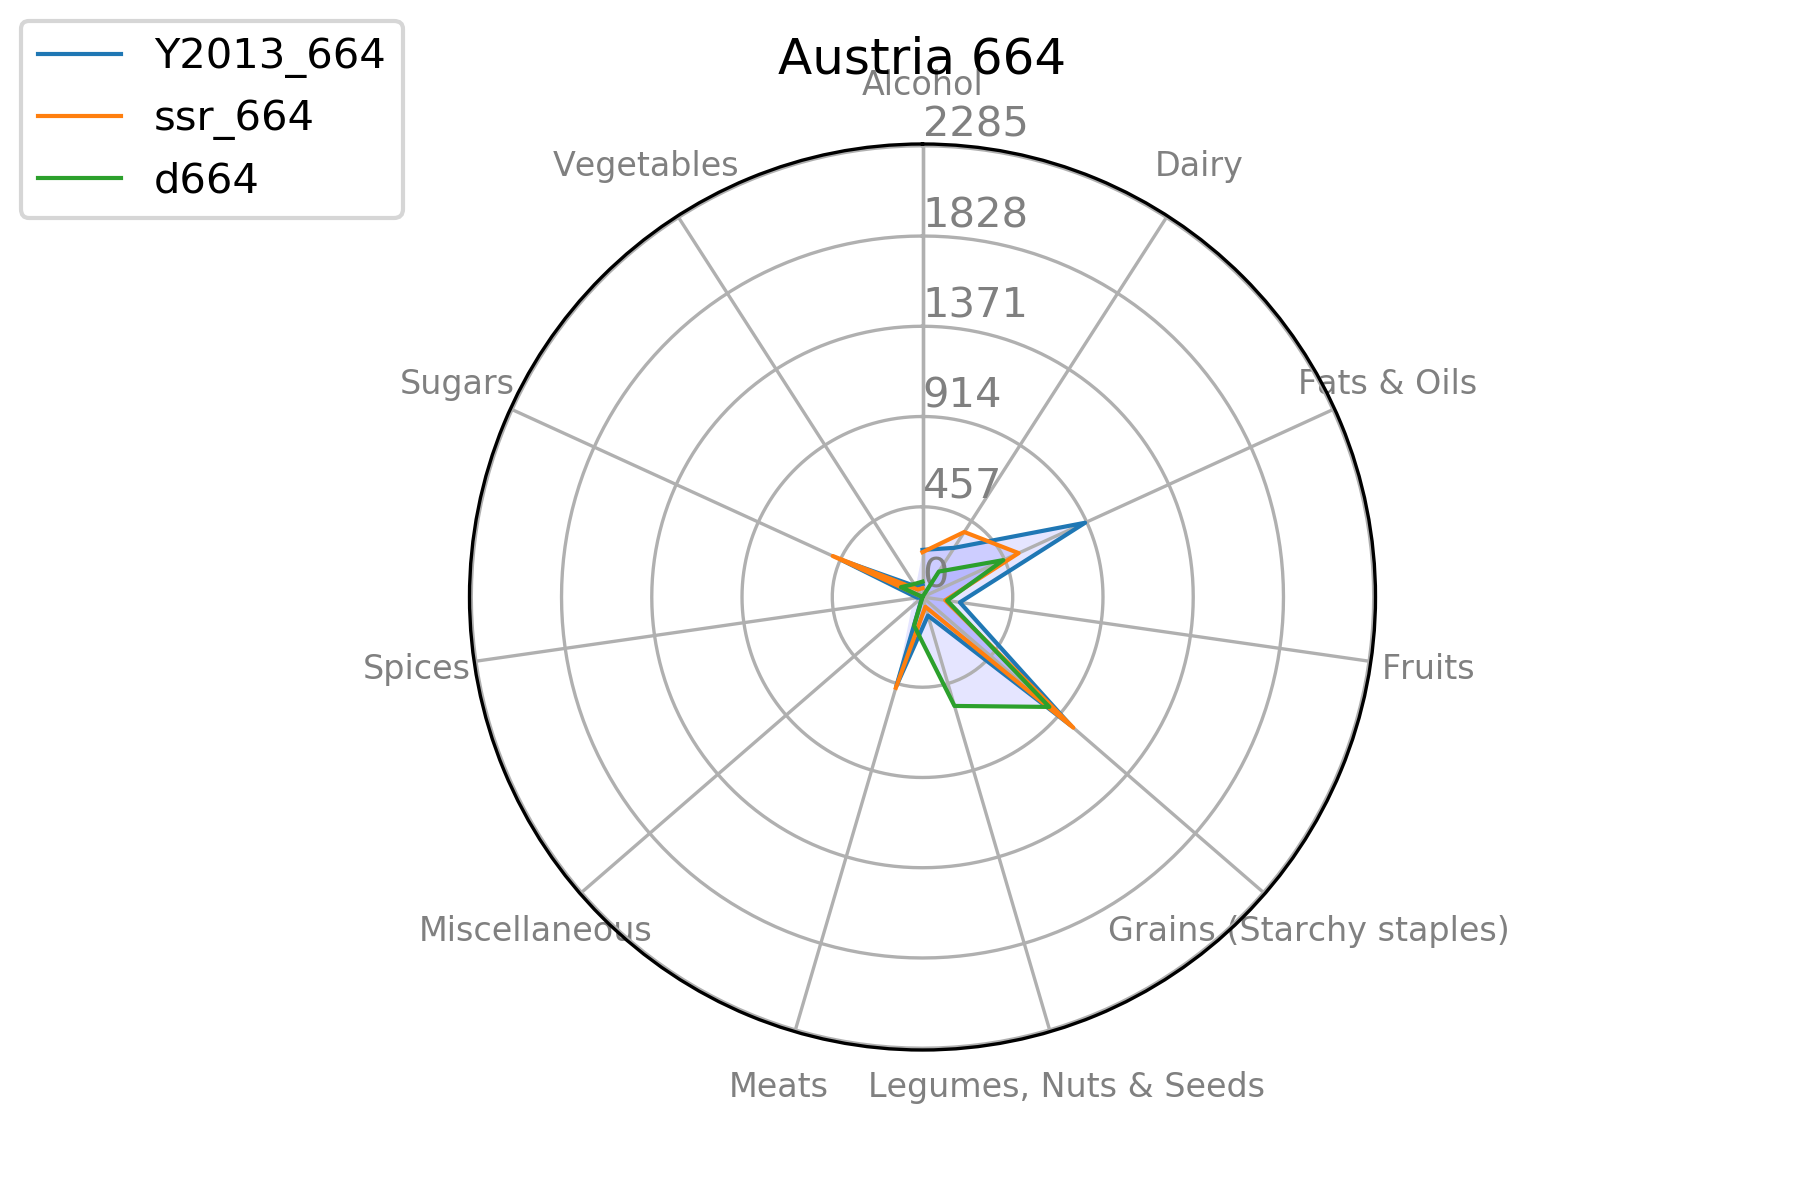 Y2013_664
ssr_664
d664
Austria 664
Alcohol
2285
Vegetables
Dairy
1828
1371
Sugars
Fats & Oils
914
457
0
Spices
Fruits
Miscellaneous
Grains (Starchy staples)
Meats
Legumes, Nuts & Seeds